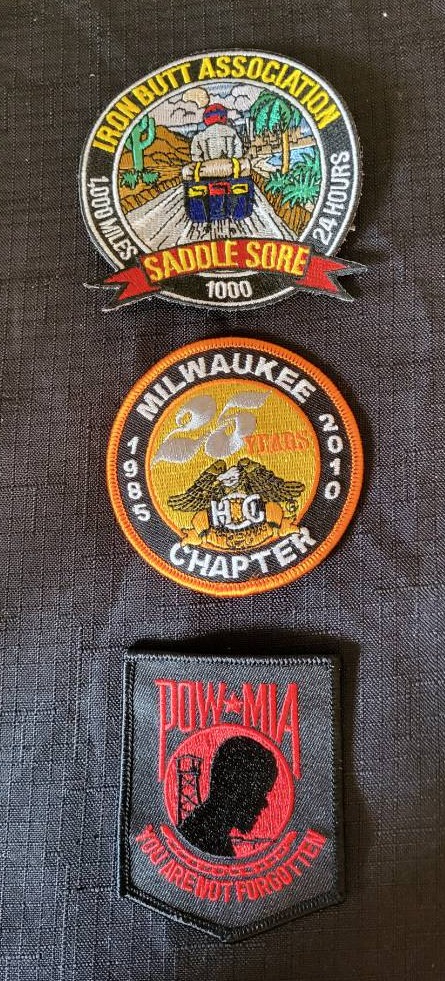 IRON BUTT ASSOCIATION
1,000 MILES
24 HOURS
SADDLE SORE
1000
MILWAUKEE
25
YEARS
1985
2010
CHAPTER
POW★MIA
YOU ARE NOT FORGOTTEN